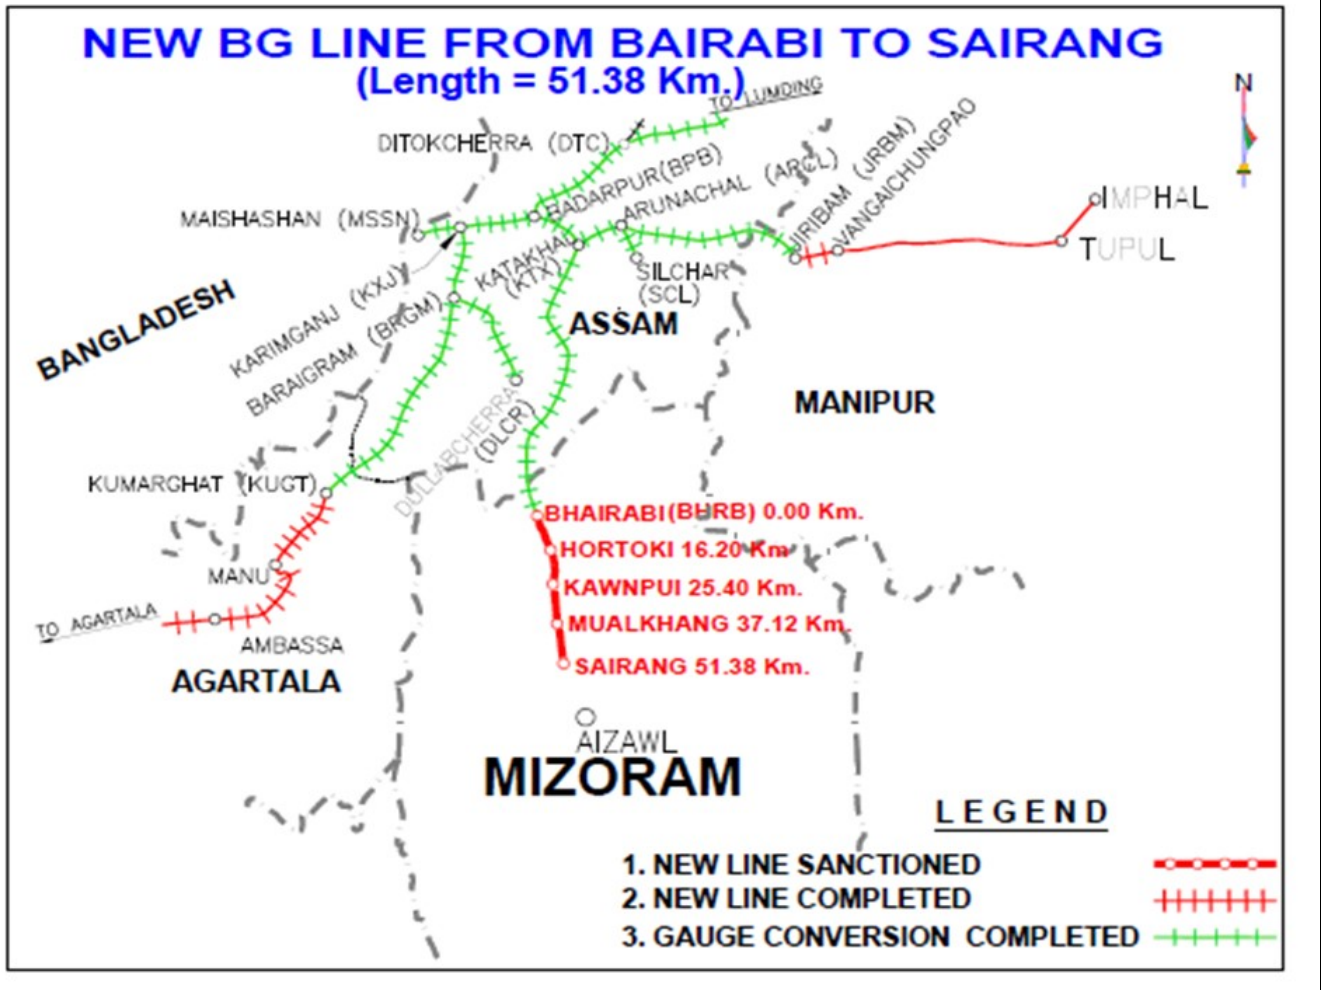 NEW BG LINE FROM BAIRABI TO SAIRANG
(Length = 51.38 Km.)
N
TO LUMDING
DITOKCHERRA (DTC)
BADARPUR(BPB)
ARUNACHAL (ARCL)
JIRIBAM (JRBM)
VANGAICHUNGPAO
MAISHASHAN (MSSN)
IMPHAL
TUPUL
KATAKHAL
(KTX)
SILCHAR
(SCL)
KARIMGANJ (KXJ)
BARAIGRAM (BRGM)
BANGLADESH
ASSAM
MANIPUR
DULLABCHERRA
(DLCR)
KUMARGHAT (KUGT)
BHAIRABI(BHRB) 0.00 Km.
HORTOKI 16.20 Km
KAWNPUI 25.40 Km.
MUALKHANG 37.12 Km.
SAIRANG 51.38 Km.
MANU
TO AGARTALA
AMBASSA
AGARTALA
AIZAWL
MIZORAM
LEGEND
1. NEW LINE SANCTIONED
2. NEW LINE COMPLETED
3. GAUGE CONVERSION COMPLETED